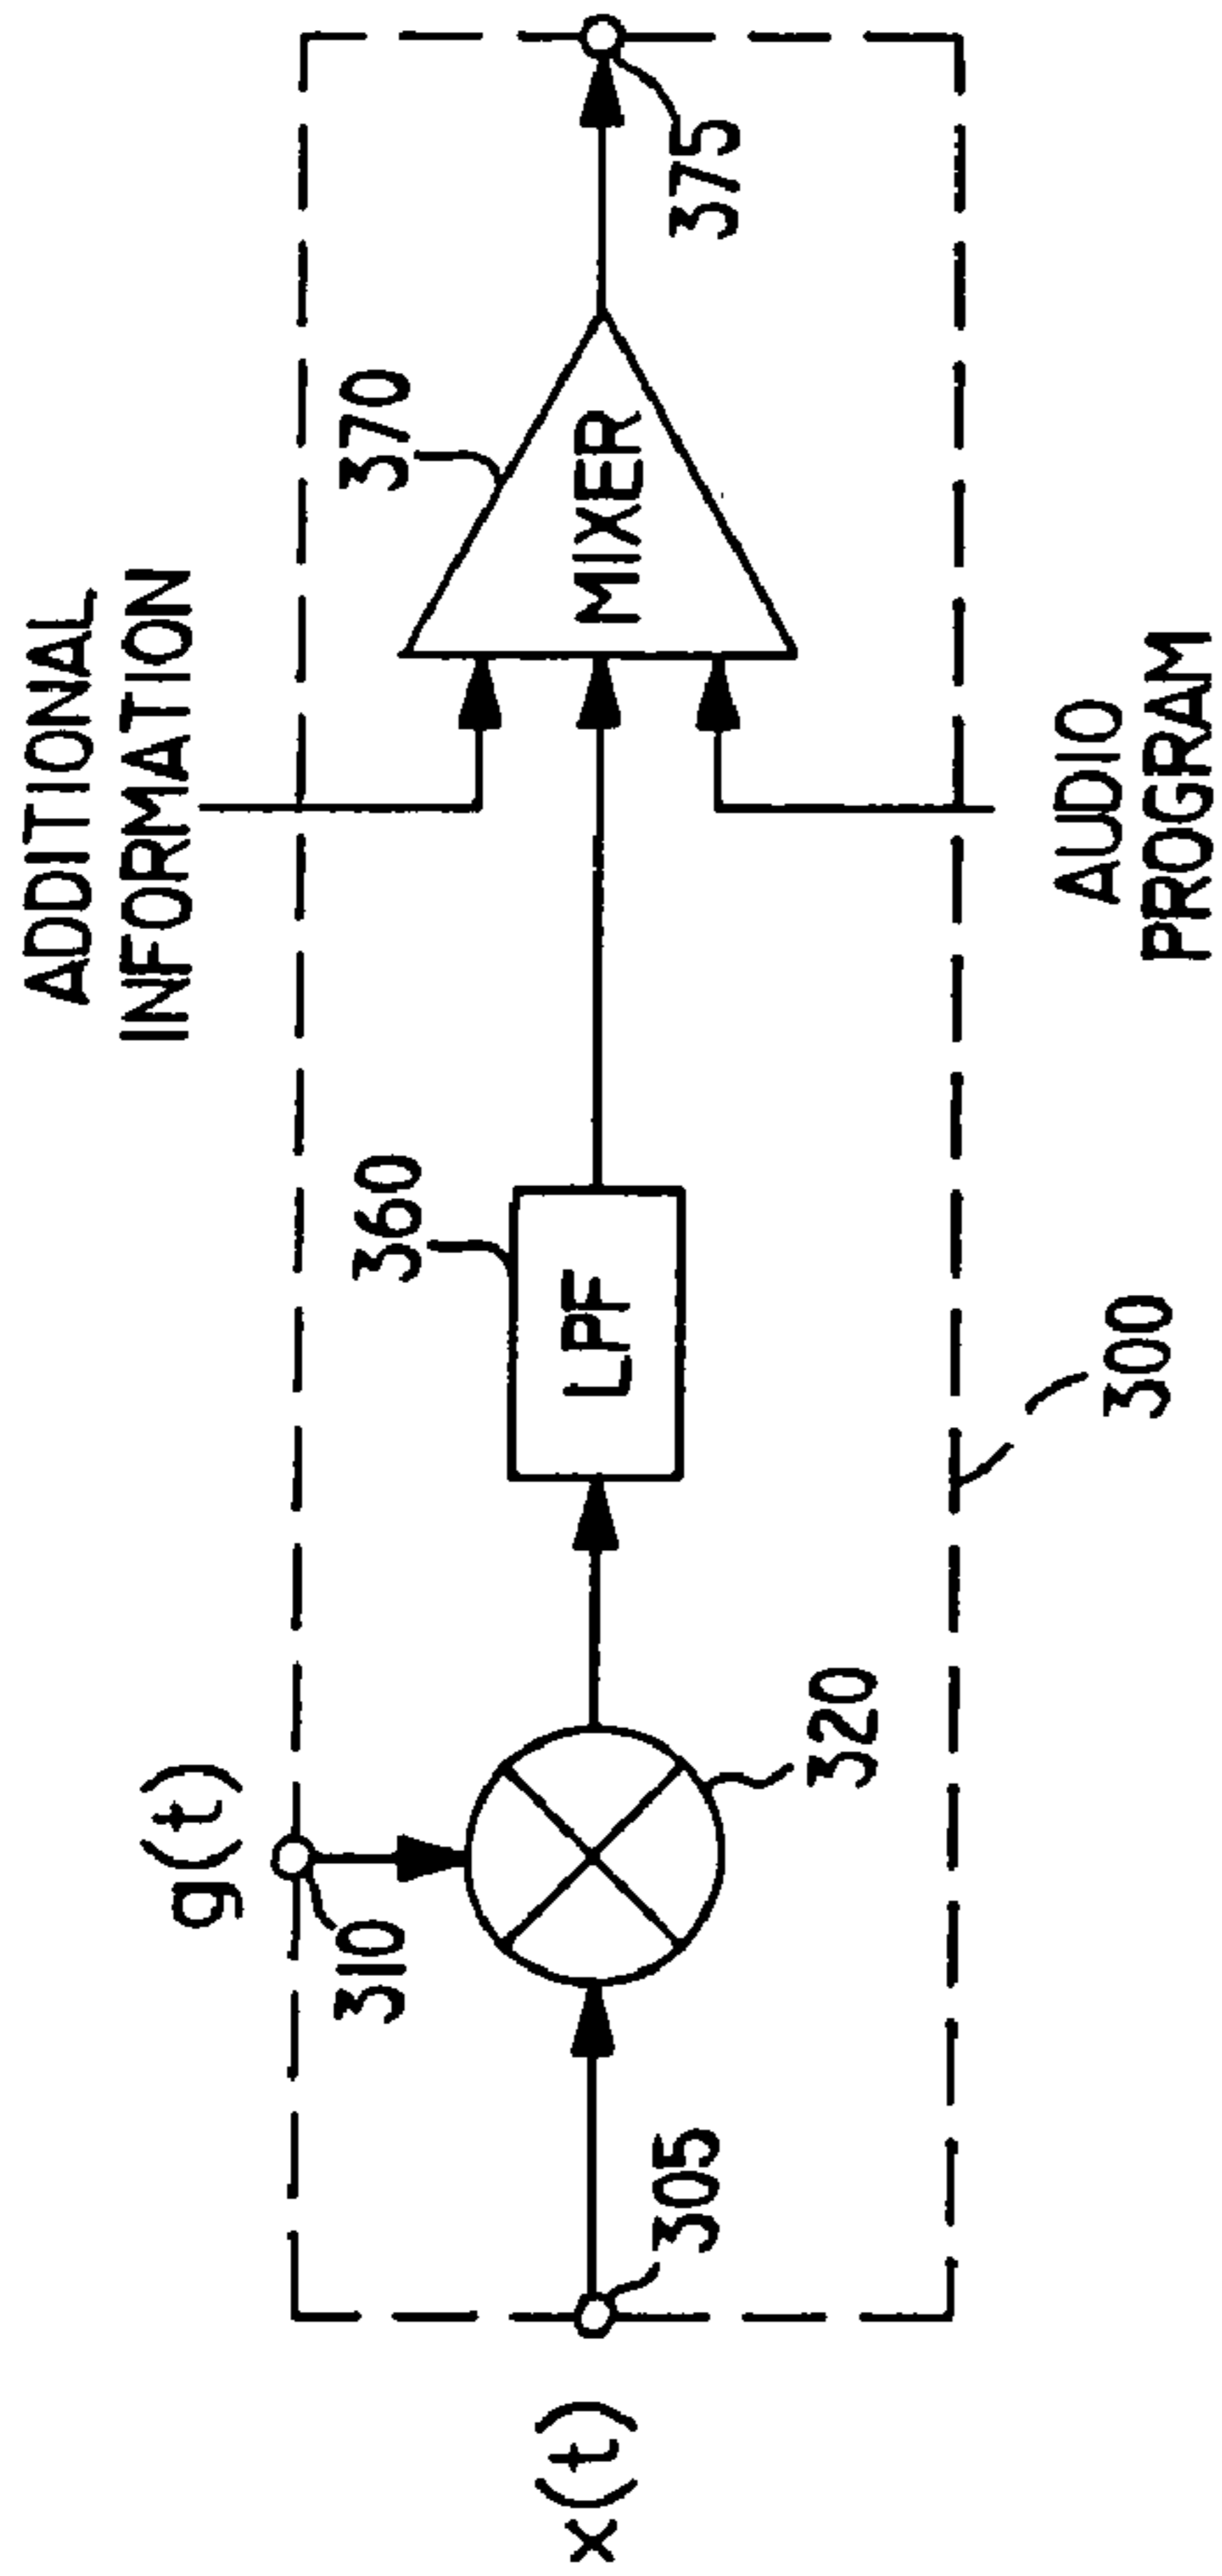 ADDITIONAL
INFORMATION
g(t)
310
360
370
x(t)
305
LPF
MIXER
375
320
300
AUDIO
PROGRAM